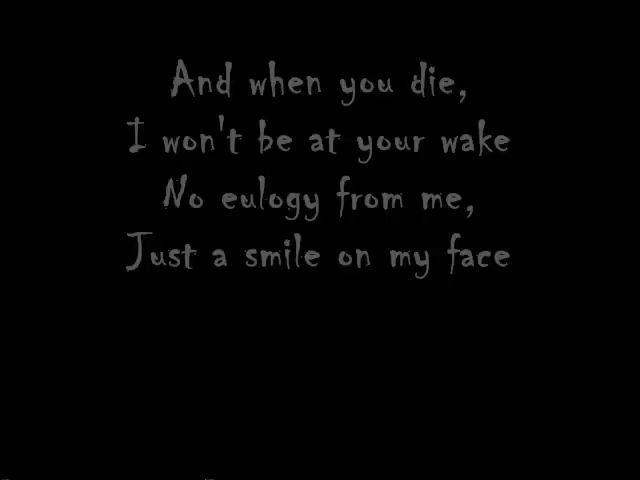 And when you die,
I won't be at your wake
No eulogy from me,
Just a smile on my face